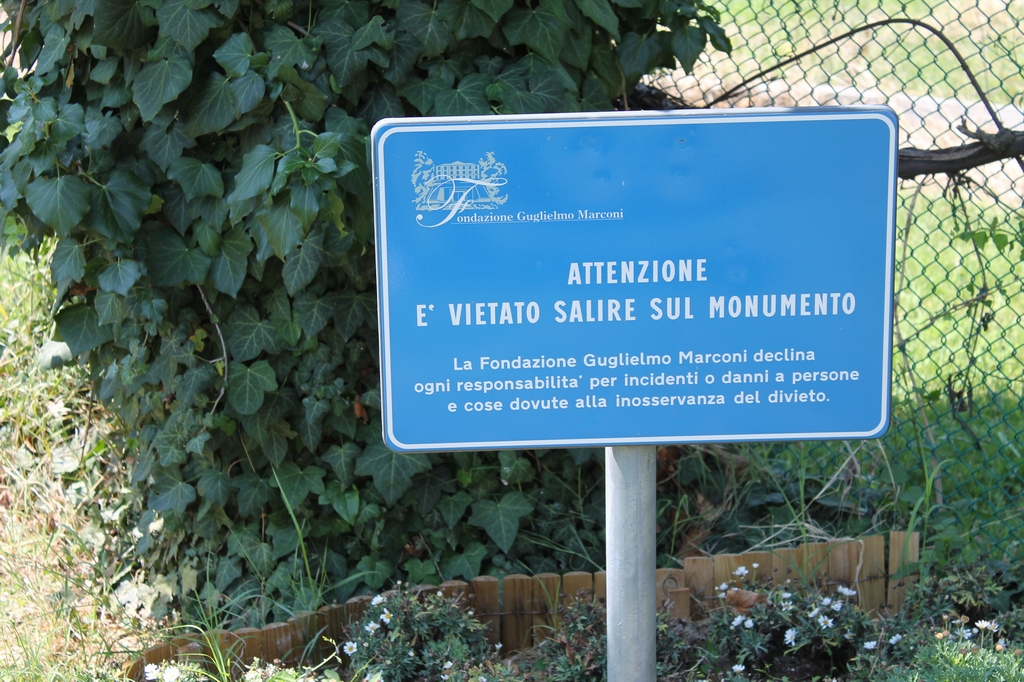 Fondazione Guglielmo Marconi
ATTENZIONE
E' VIETATO SALIRE SUL MONUMENTO
La Fondazione Guglielmo Marconi declina
ogni responsabilita' per incidenti o danni a persone
e cose dovute alla inosservanza del divieto.